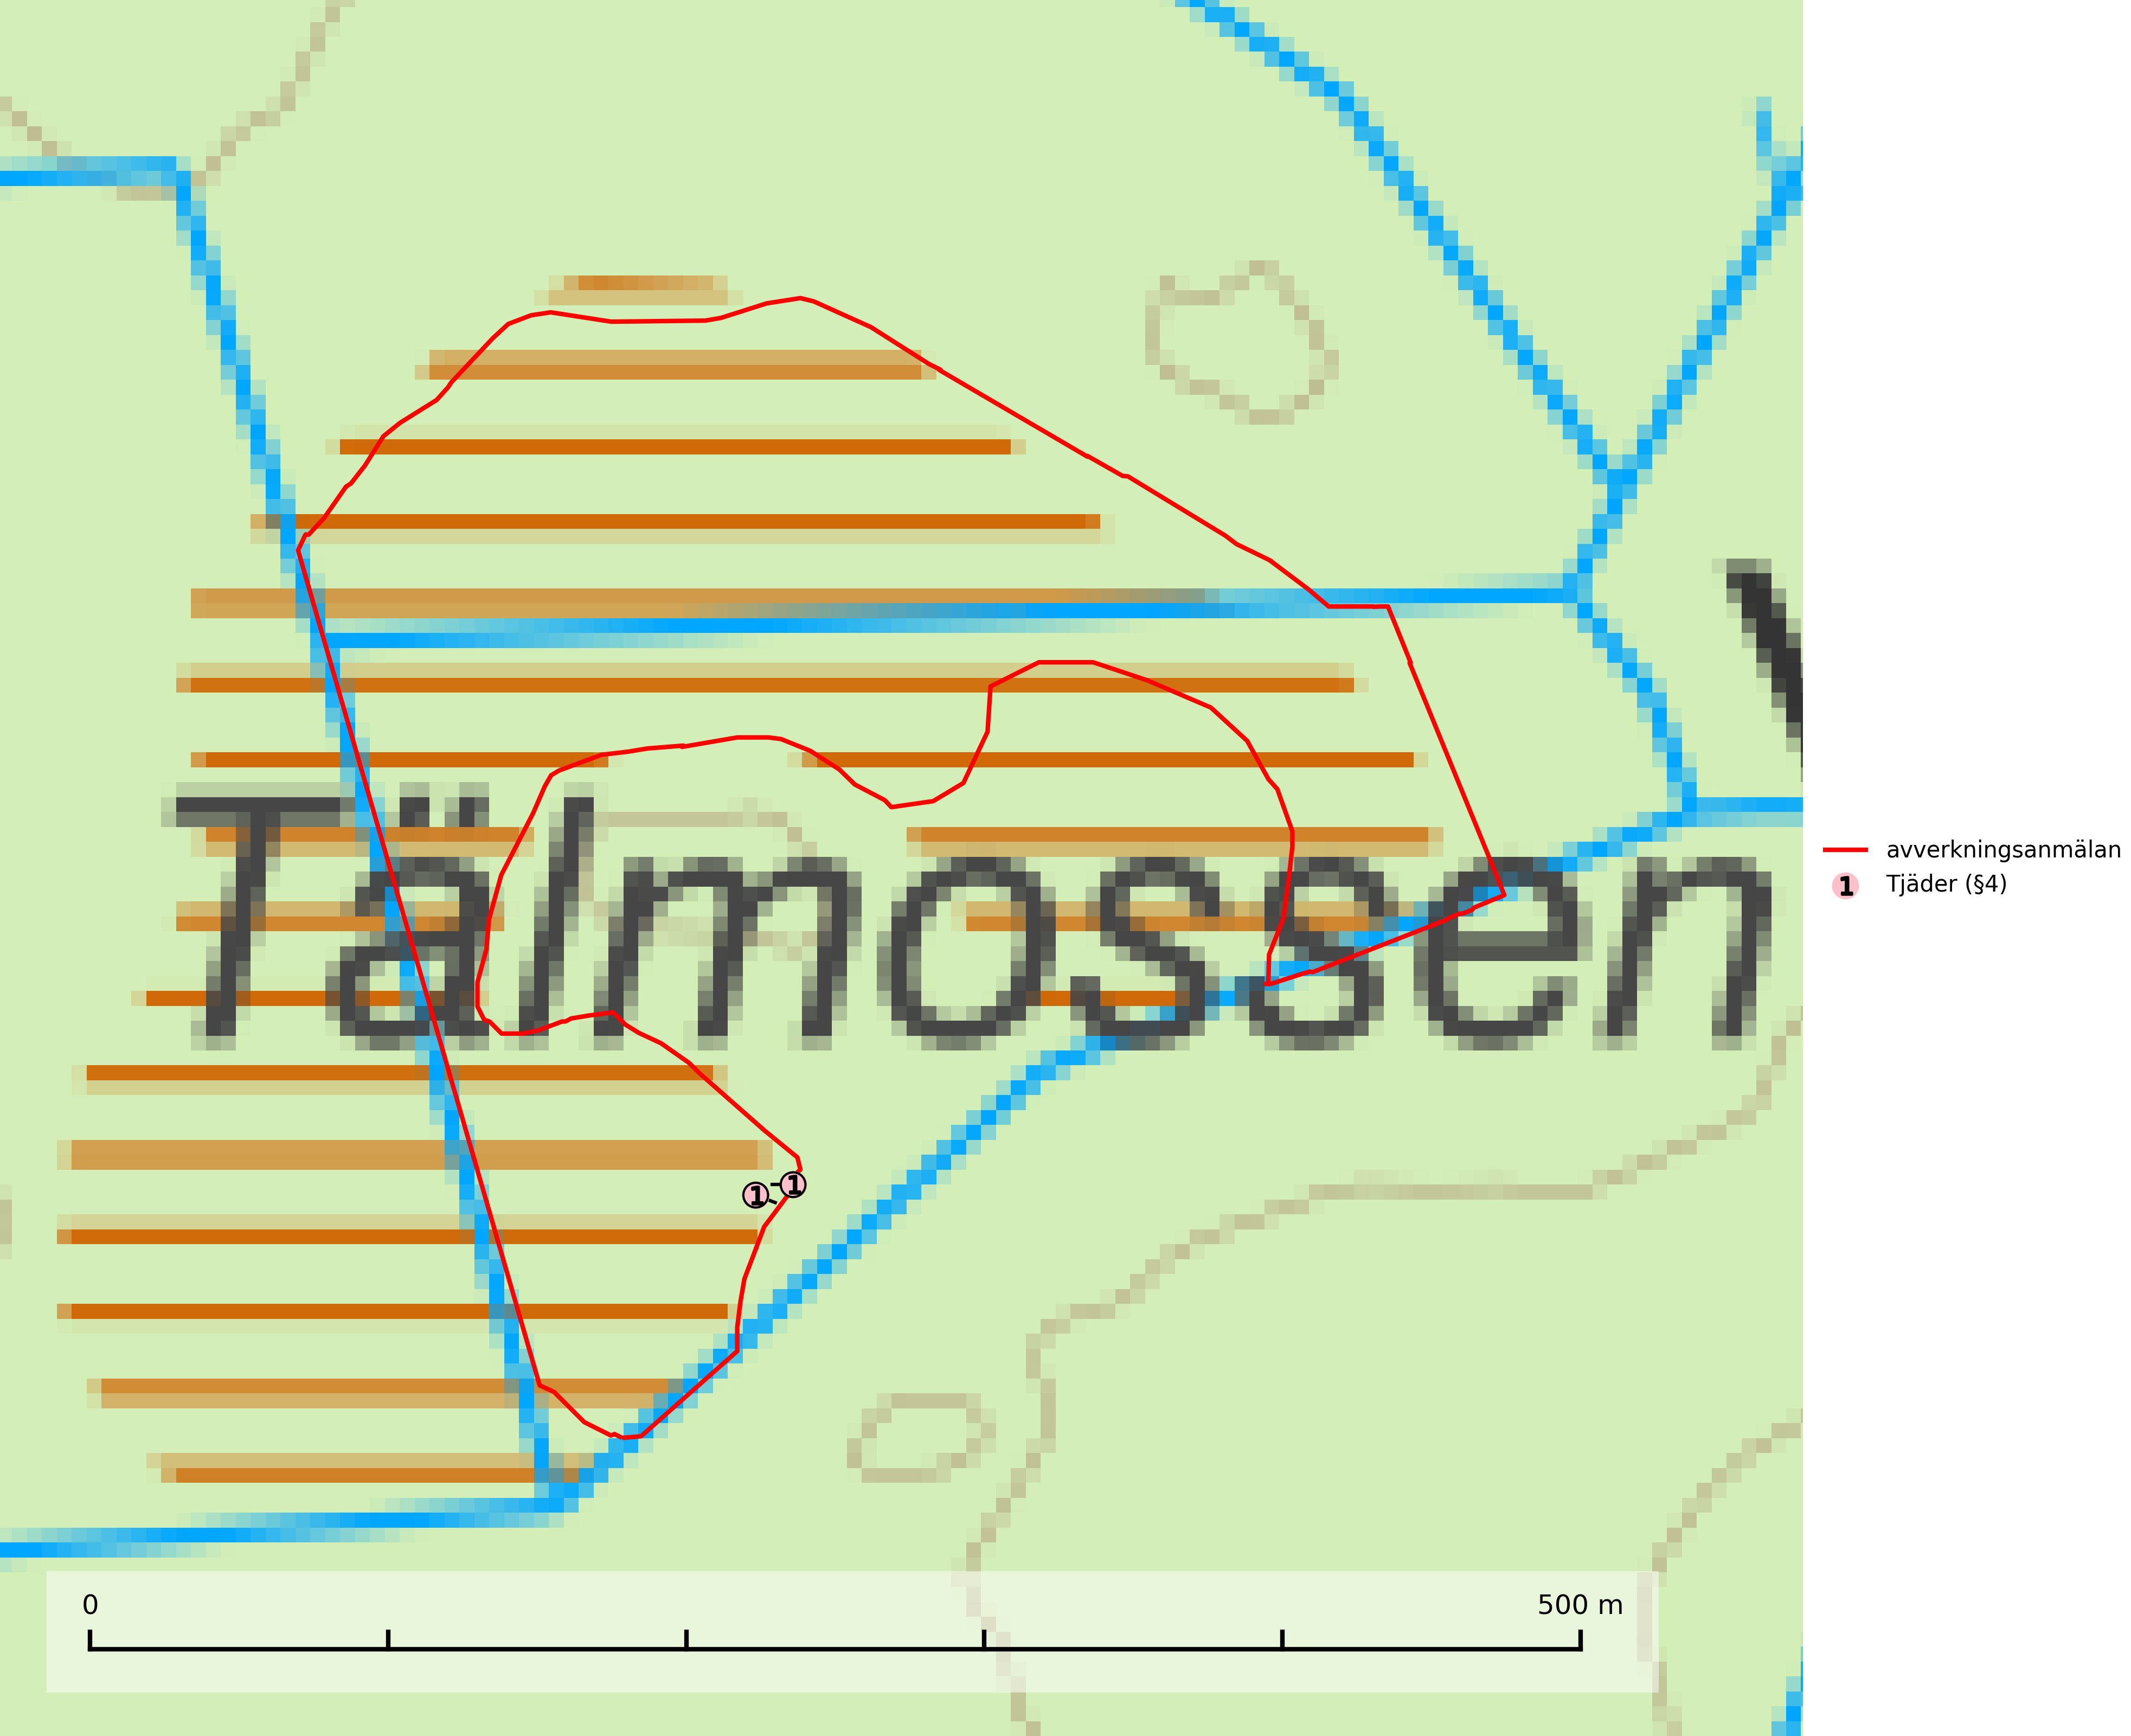 Tälmossen
1
1
0
500 m
avverkningsanmälan
1 Tjäder (§4)